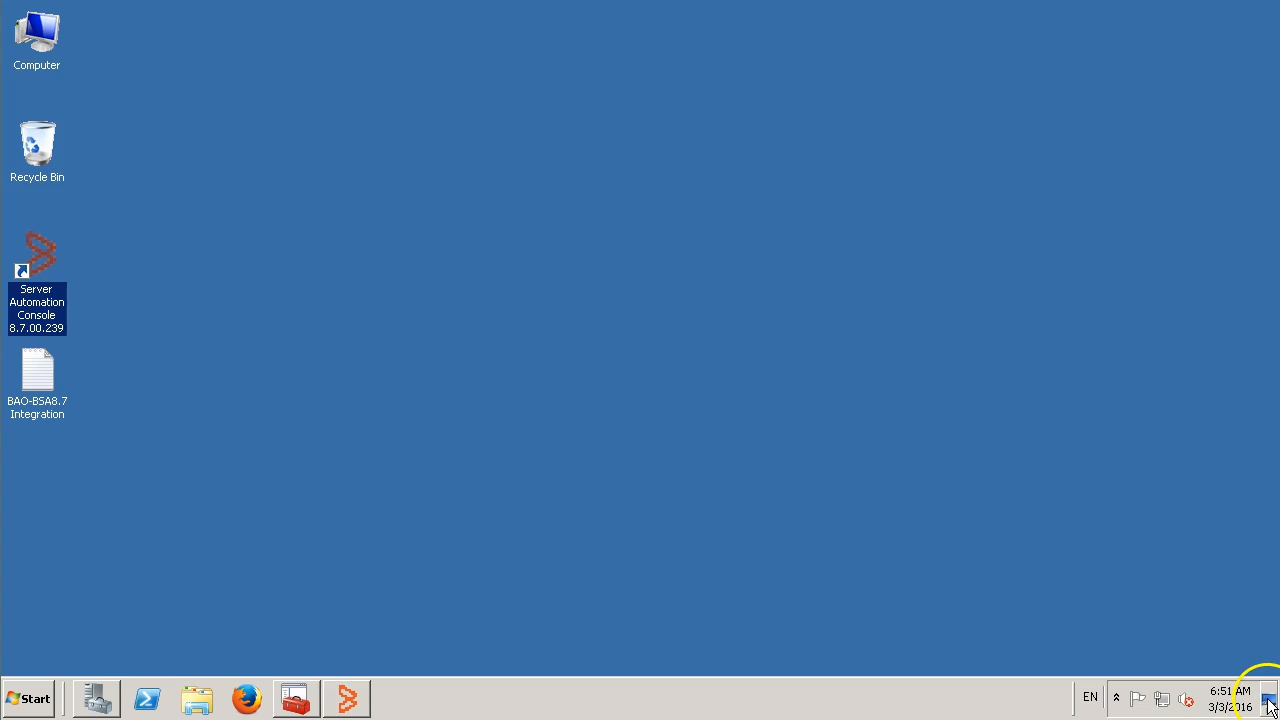 Computer
Recycle Bin
Server
Automation
Console
8.7.00.239
BAO-BSA8.7
Integration
Start
EN
6:51 AM
3/3/2016